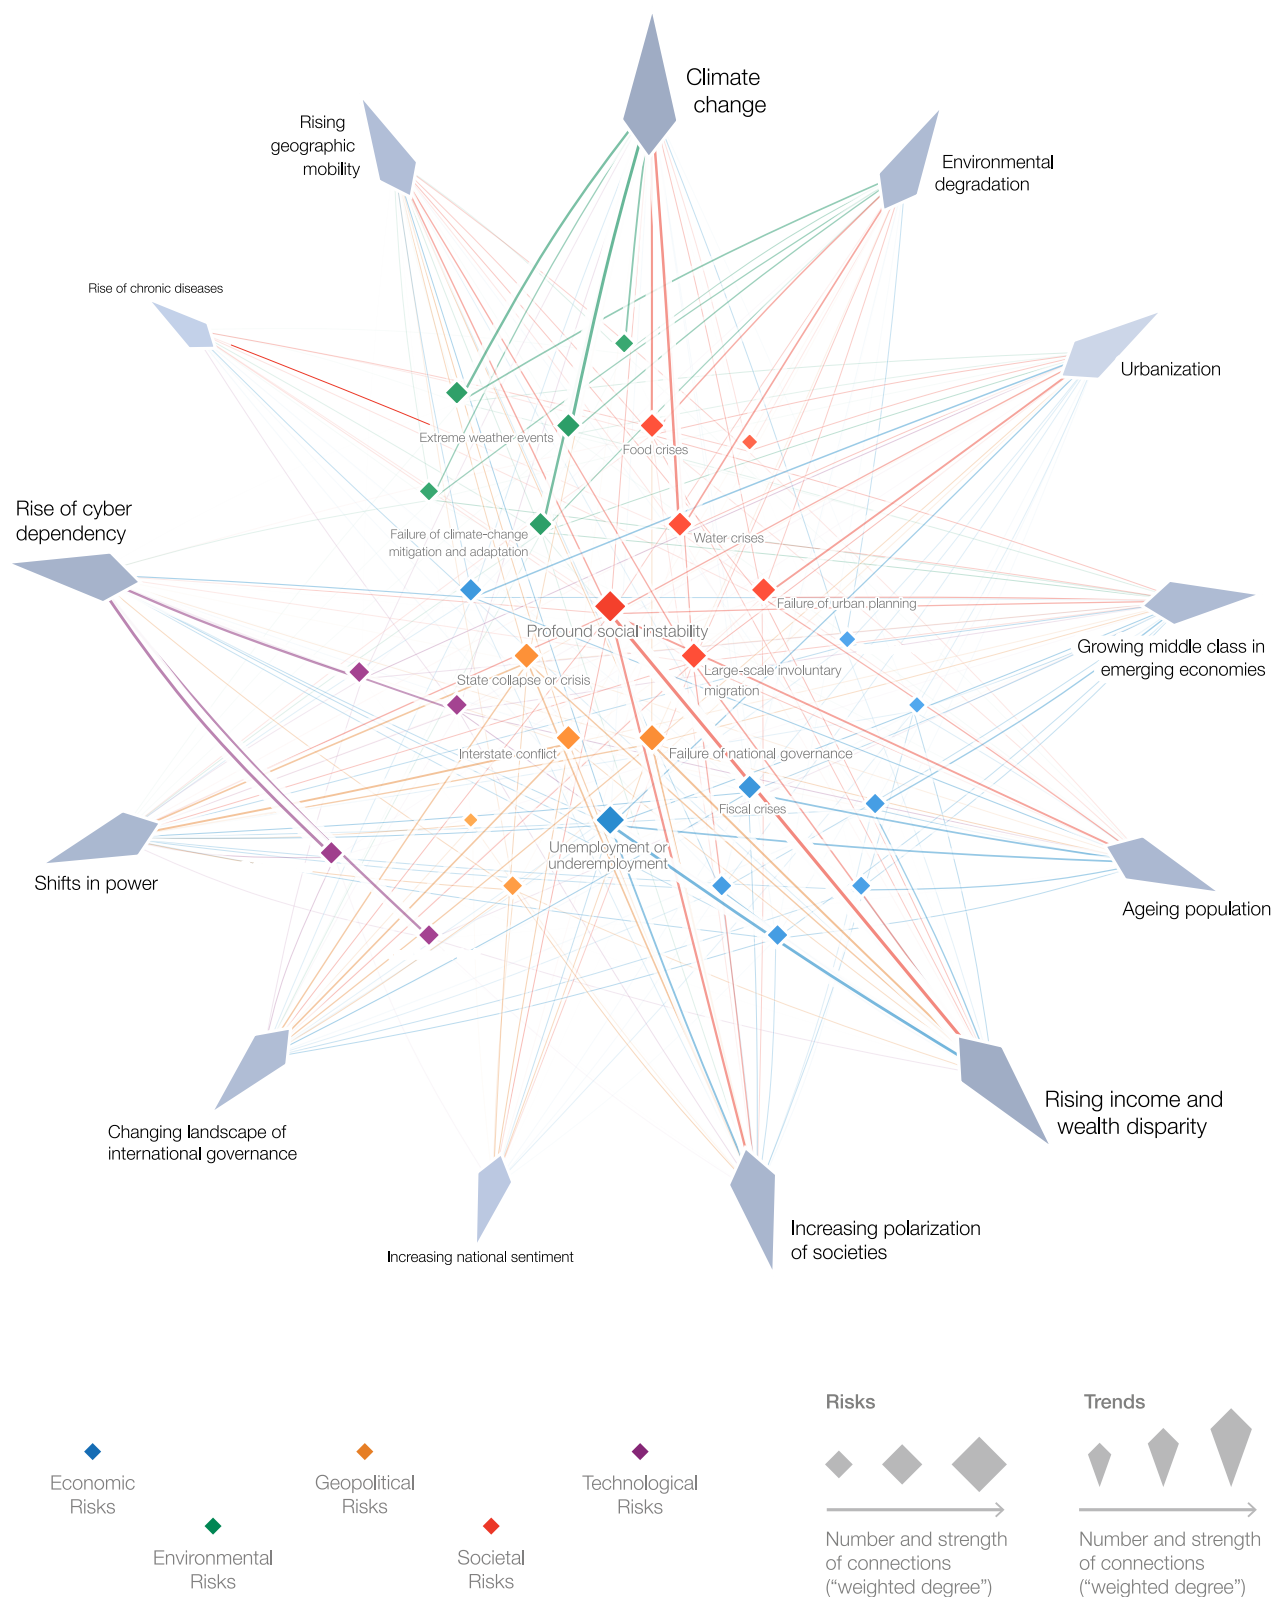 Climate
change
Rising
geographic
mobility
Environmental
degradation
Rise of chronic diseases
Urbanization
Extreme weather events
Food crises
Rise of cyber
dependency
Failure of climate-change
mitigation and adaptation
Water crises
Failure of urban planning
Profound social instability
Growing middle class in
emerging economies
State collapse or crisis
Large-scale involuntary
migration
Interstate conflict
Failure of national governance
Fiscal crises
Unemployment or
underemployment
Shifts in power
Ageing population
Rising income and
wealth disparity
Changing landscape of
international governance
Increasing polarization
of societies
Increasing national sentiment
Risks
Trends
Economic
Risks
Geopolitical
Risks
Technological
Risks
Environmental
Risks
Societal
Risks
Number and strength
of connections
("weighted degree")
Number and strength
of connections
("weighted degree")